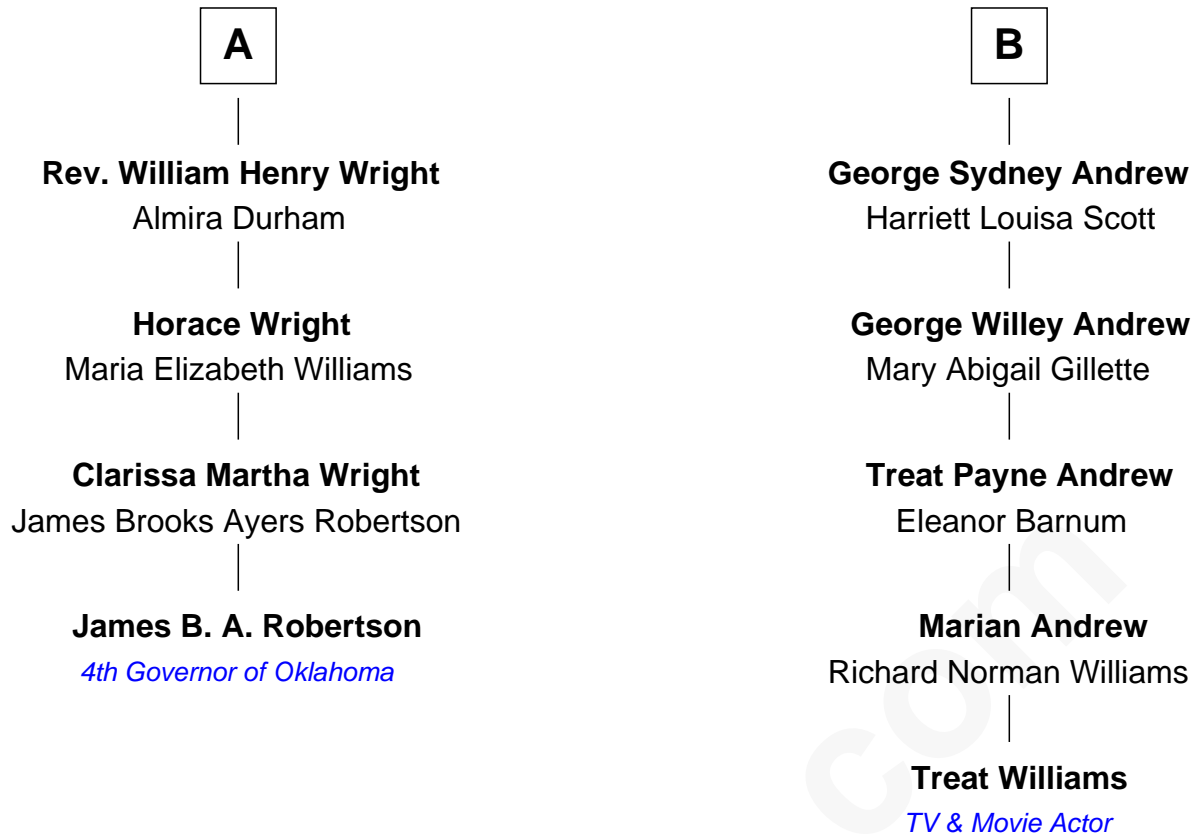 A
Rev. William Henry Wright
Almira Durham
Horace Wright
Maria Elizabeth Williams
Clarissa Martha Wright
James Brooks Ayers Robertson
James B. A. Robertson
4th Governor of Oklahoma
B
George Sydney Andrew
Harriett Louisa Scott
George Willey Andrew
Mary Abigail Gillette
Treat Payne Andrew
Eleanor Barnum
Marian Andrew
Richard Norman Williams
Treat Williams
TV & Movie Actor
com